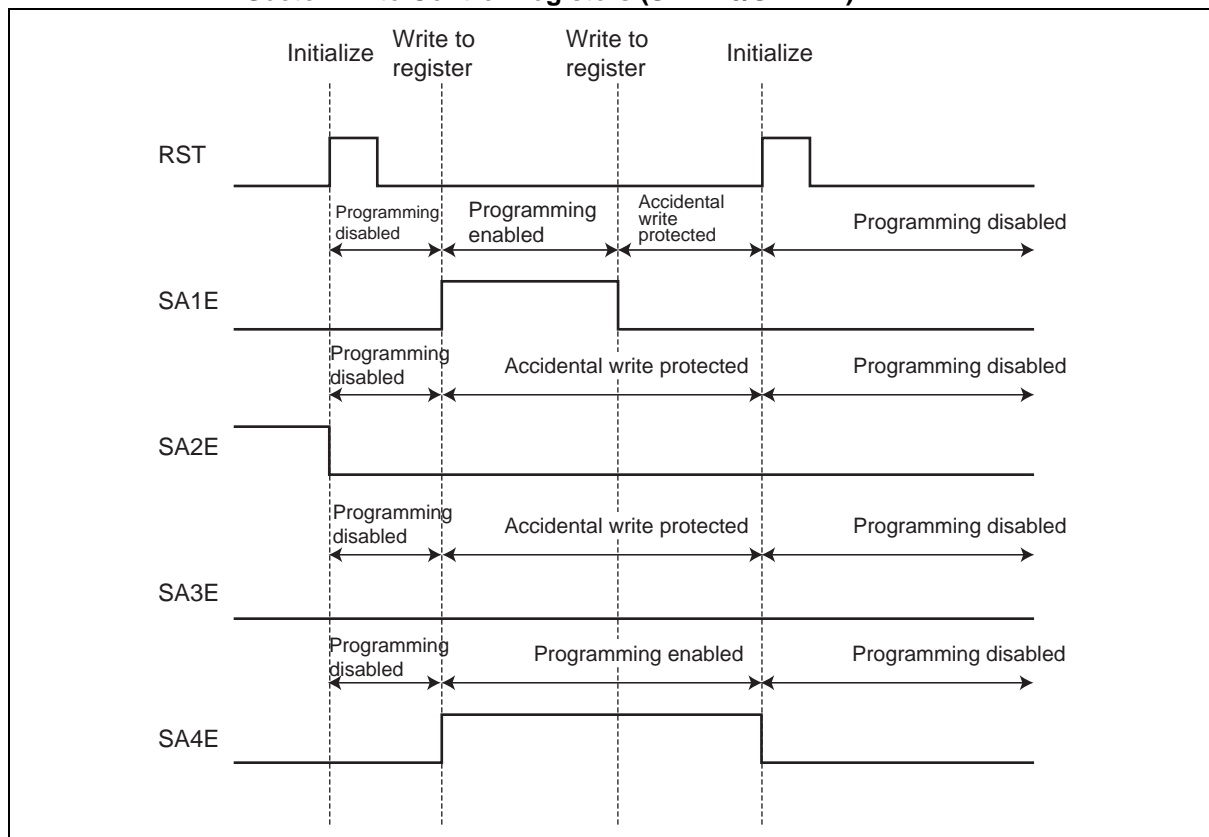 Initialize
Write to
register
Write to
register
Initialize
RST
Programming
disabled
Programming
enabled
Accidental
write
protected
Programming disabled
SA1E
Programming
disabled
Accidental write protected
Programming disabled
SA2E
Programming
disabled
Accidental write protected
Programming disabled
SA3E
Programming
disabled
Programming enabled
Programming disabled
SA4E